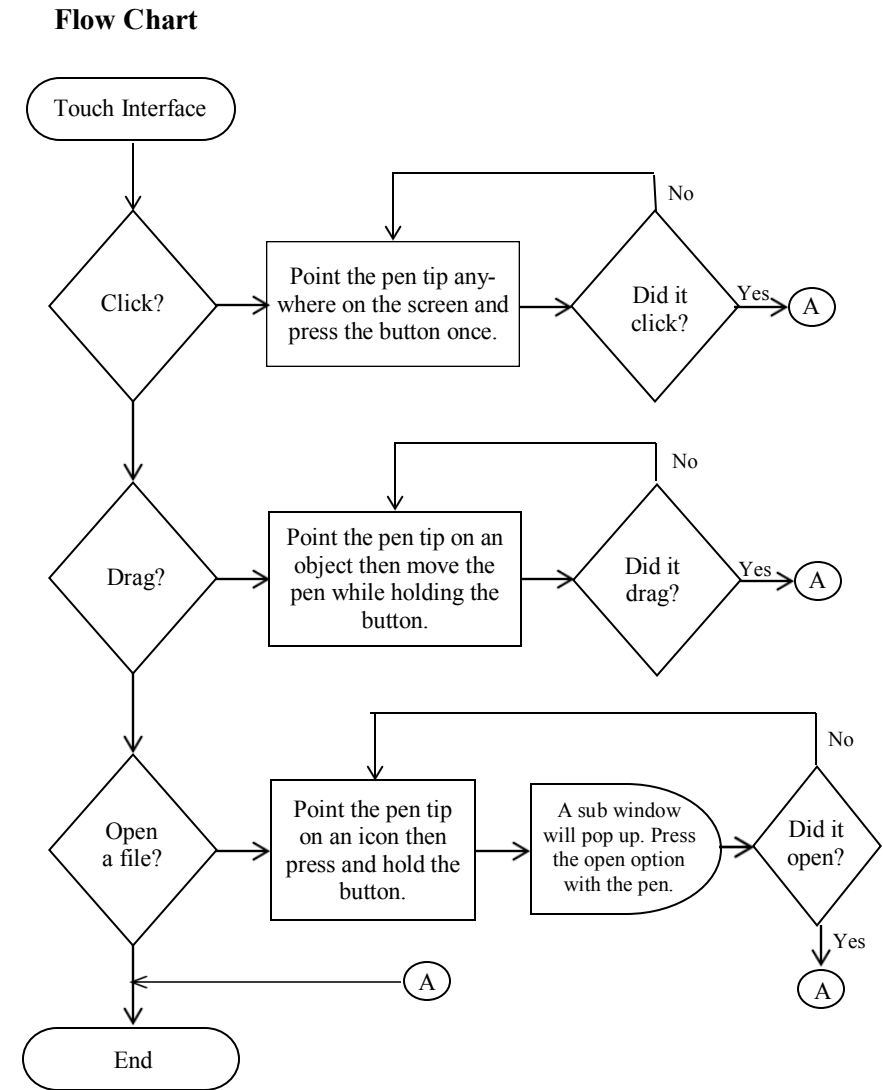 Flow Chart
Touch Interface
Click?
Point the pen tip any-
where on the screen and
press the button once.
No
Did it
click?
Yes
A
Drag?
Point the pen tip on an
object then move the
pen while holding the
button.
No
Did it
drag?
Yes
A
Open
a file?
Point the pen tip
on an icon then
press and hold the
button.
A sub window
will pop up. Press
the open option
with the pen.
No
Did it
open?
Yes
A
A
End